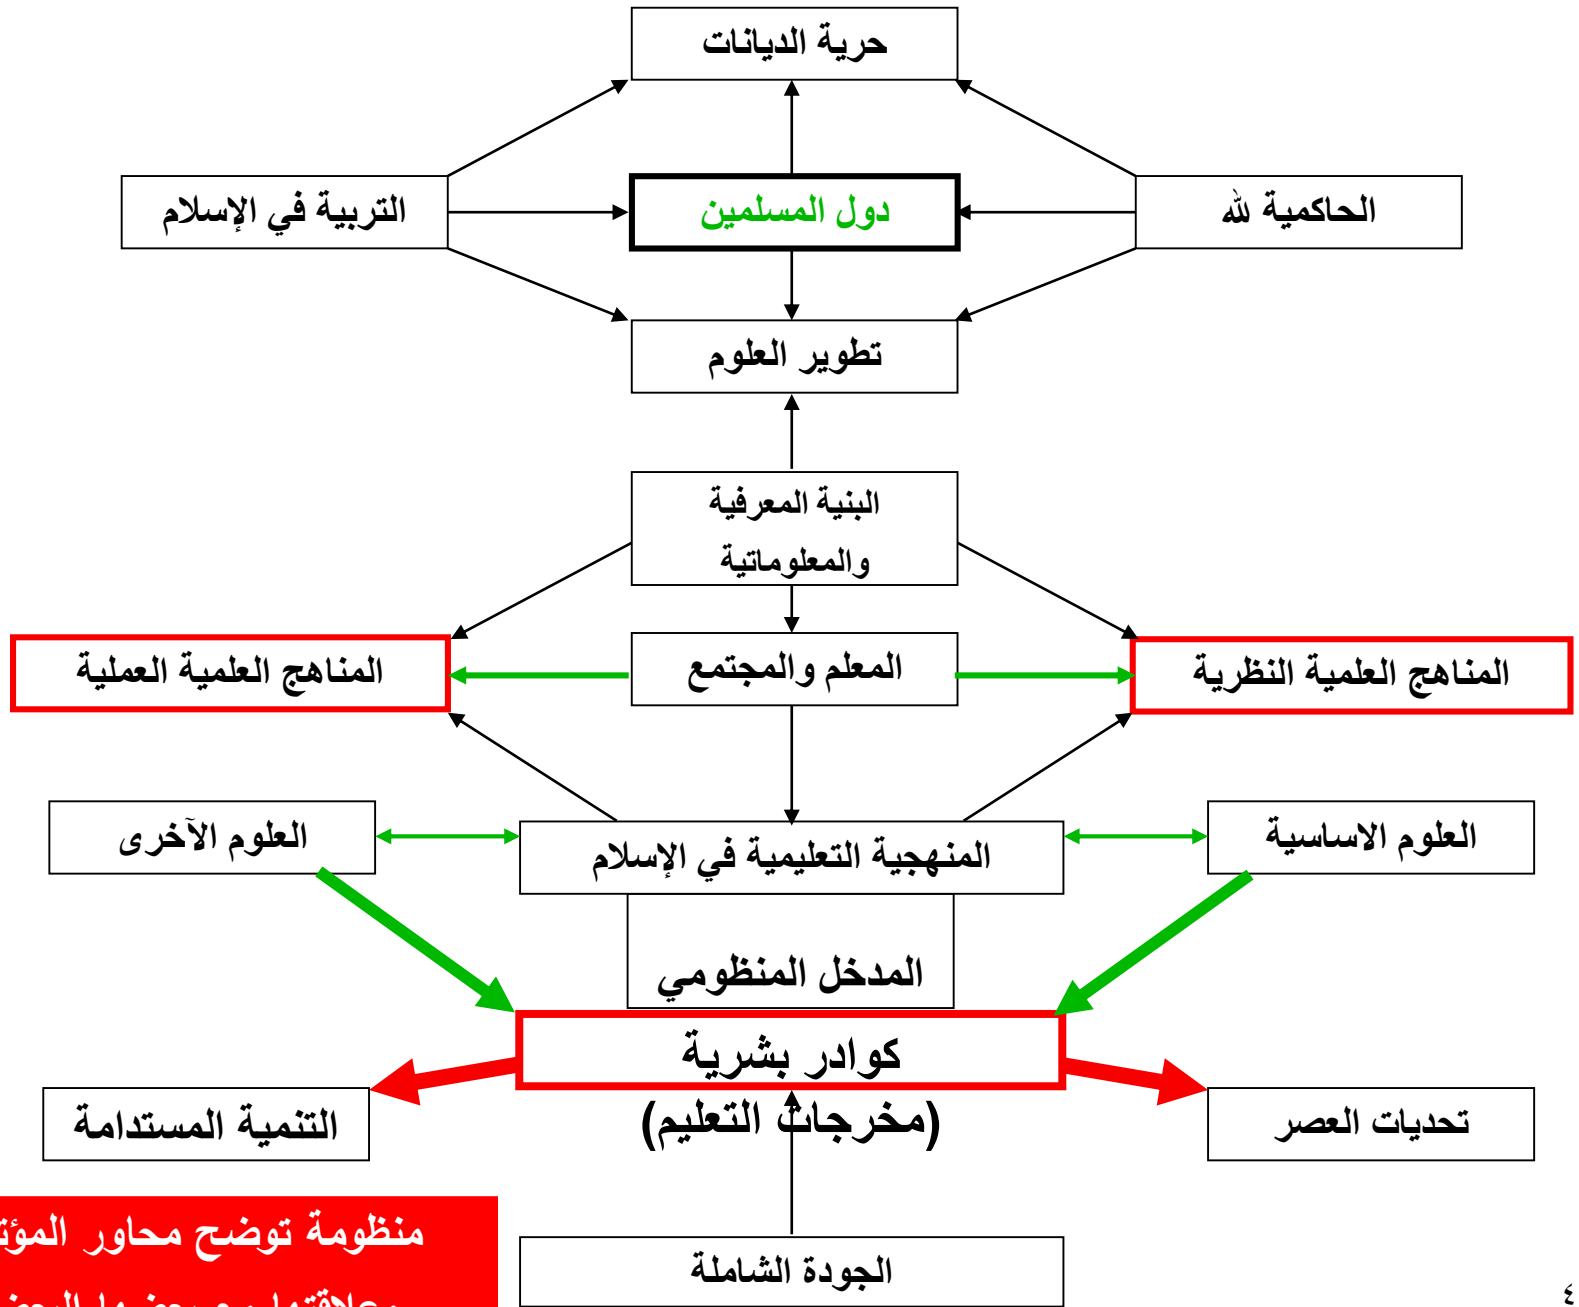 حرية الديانات
الحاكمية لله
دول المسلمين
التربية في الإسلام
تطوير العلوم
البنية المعرفية
والمعلوماتية
المناهج العلمية النظرية
المعلم والمجتمع
المناهج العلمية العملية
العلوم الاساسية
المنهجية التعليمية في الإسلام
العلوم الآخرى
المدخل المنظومي
كوادر بشرية
(مخرجات التعليم)
تحديات العصر
التنمية المستدامة
منظومة توضح محاور
الجودة الشاملة
٤